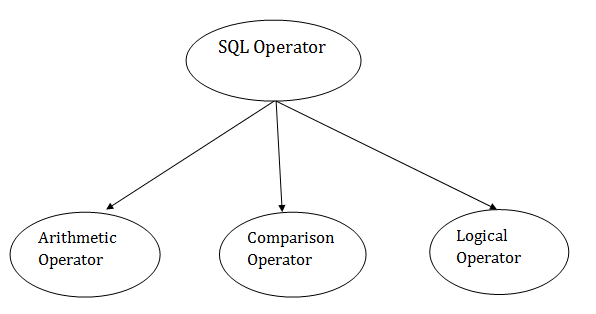 SQL Operator
Arithmetic
Operator
Comparison
Operator
Logical
Operator